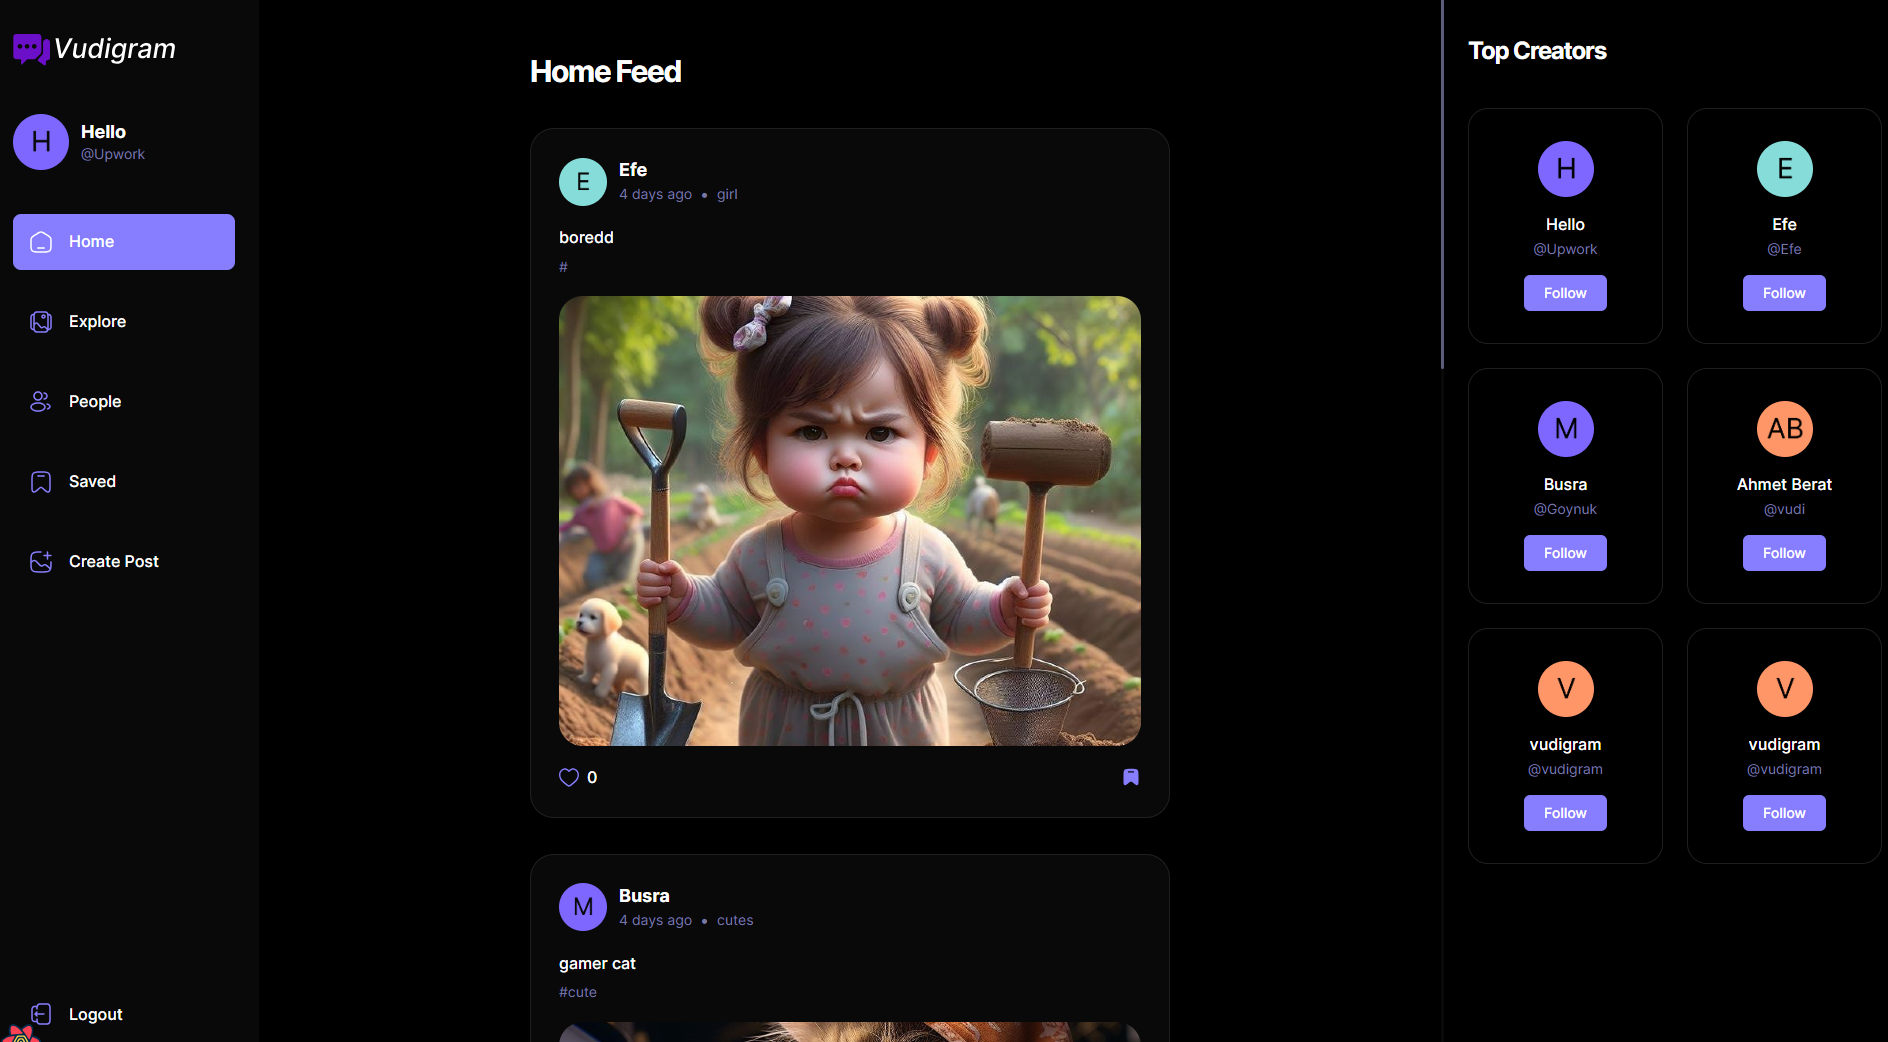 Vudigram
H
Hello
@Upwork
Home
Explore
People
Saved
Create Post
Logout
Home Feed
E
Efe
4 days ago • girl
boredd
#
0
M
Busra
4 days ago • cutes
gamer cat
#cute
Top Creators
H
Hello
@Upwork
Follow
E
Efe
@Efe
Follow
M
Busra
@Goynuk
Follow
AB
Ahmet Berat
@vudi
Follow
V
vudigram
@vudigram
Follow
V
vudigram
@vudigram
Follow